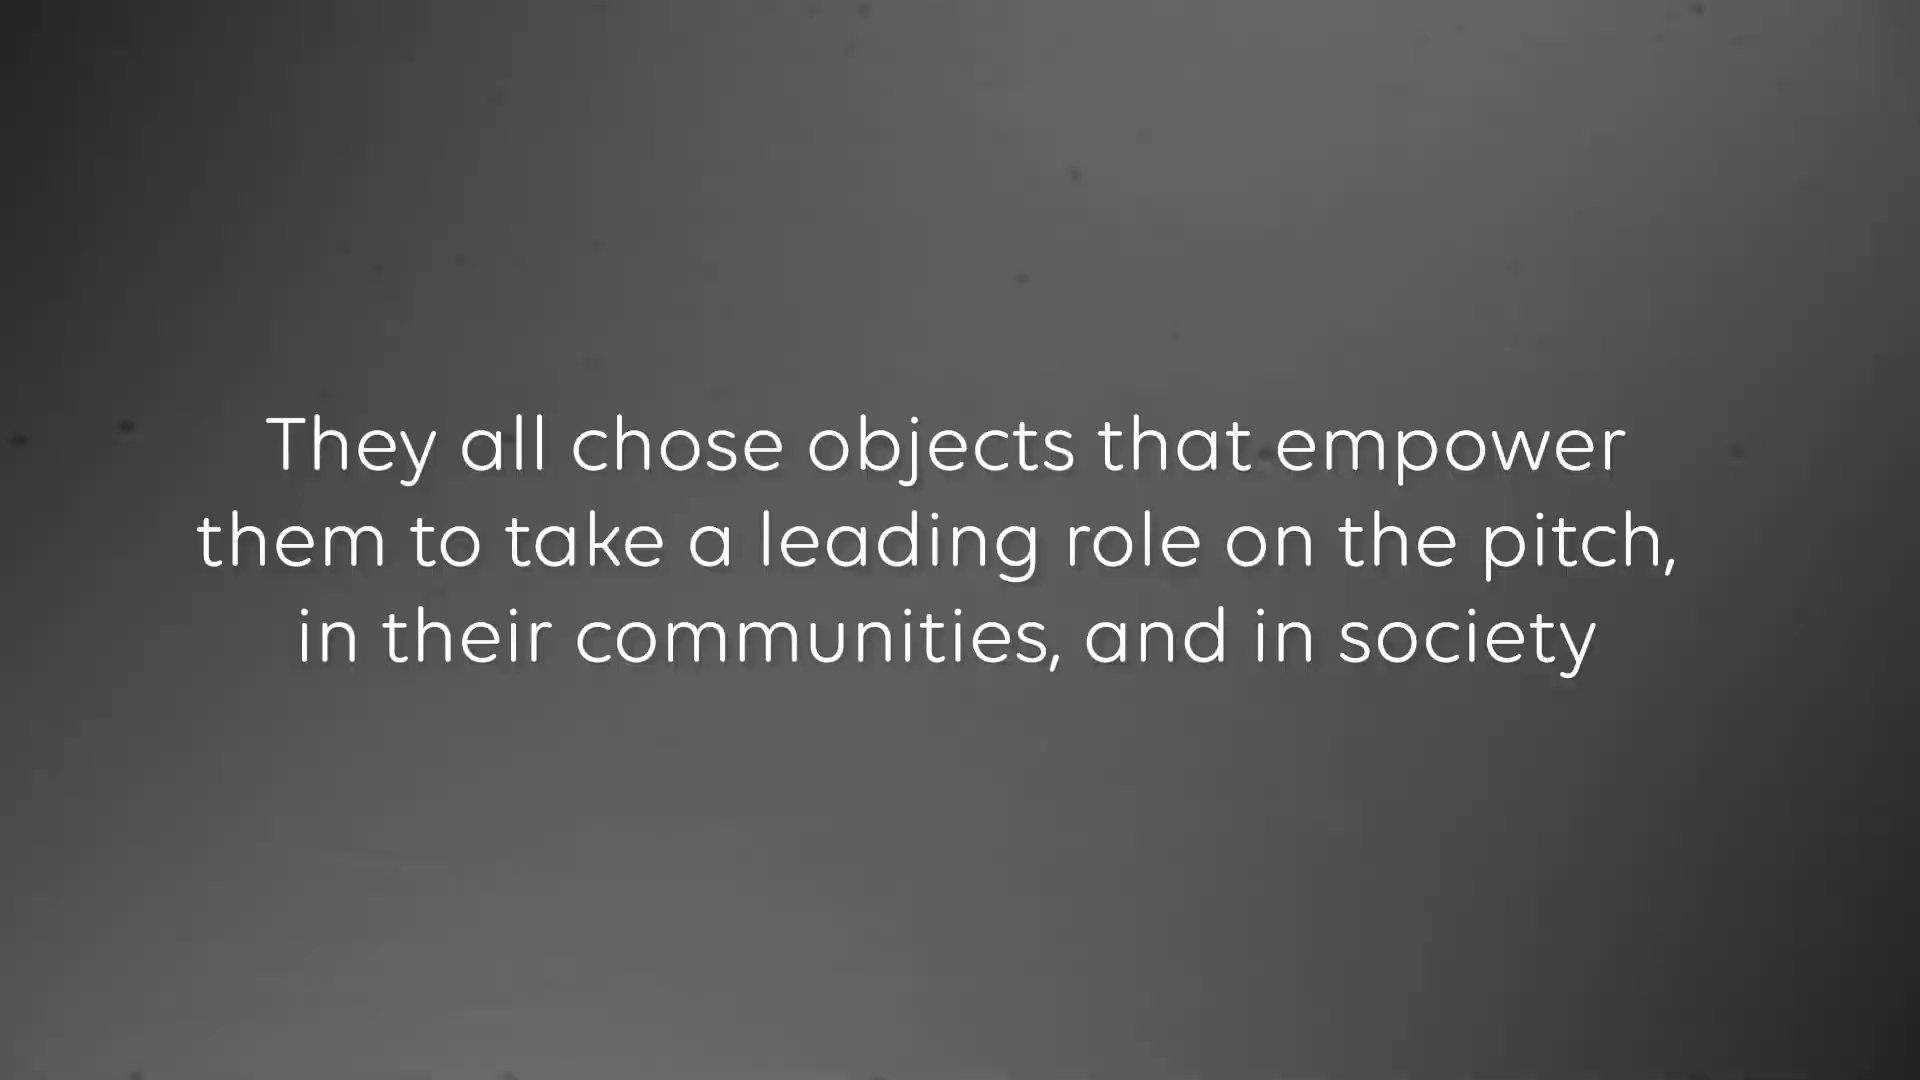 They all chose objects that empower
them to take a leading role on the pitch,
in their communities, and in society